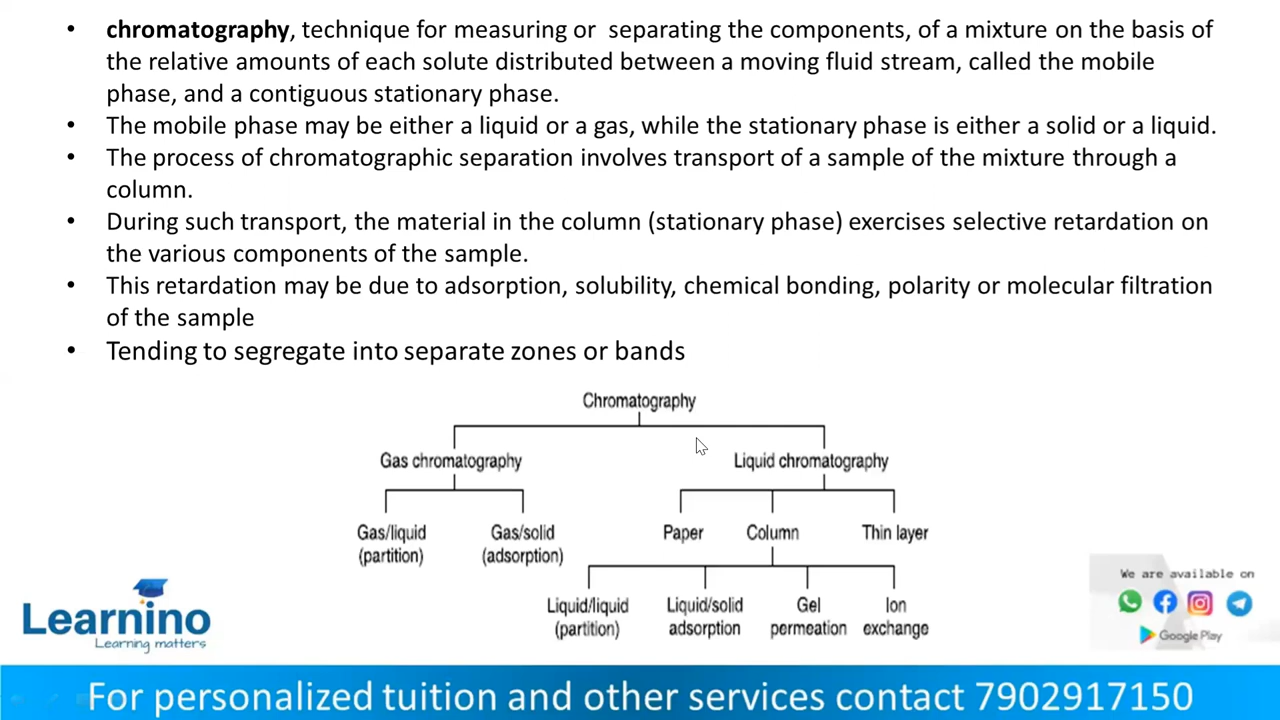 • chromatography, technique for measuring or separating the components, of a mixture on the basis of
the relative amounts of each solute distributed between a moving fluid stream, called the mobile
phase, and a contiguous stationary phase.
• The mobile phase may be either a liquid or a gas, while the stationary phase is either a solid or a liquid.
• The process of chromatographic separation involves transport of a sample of the mixture through a
column.
• During such transport, the material in the column (stationary phase) exercises selective retardation on
the various components of the sample.
• This retardation may be due to adsorption, solubility, chemical bonding, polarity or molecular filtration
of the sample
• Tending to segregate into separate zones or bands
Chromatography
Gas chromatography
Liquid chromatography
Gas/liquid
(partition)
Gas/solid
(adsorption)
Paper
Column
Thin layer
Liquid/liquid
(partition)
Liquid/solid
adsorption
Gel
permeation
Ion
exchange
Learnino
Learning matters
We are available on
Google Play
For personalized tuition and other services contact 7902917150